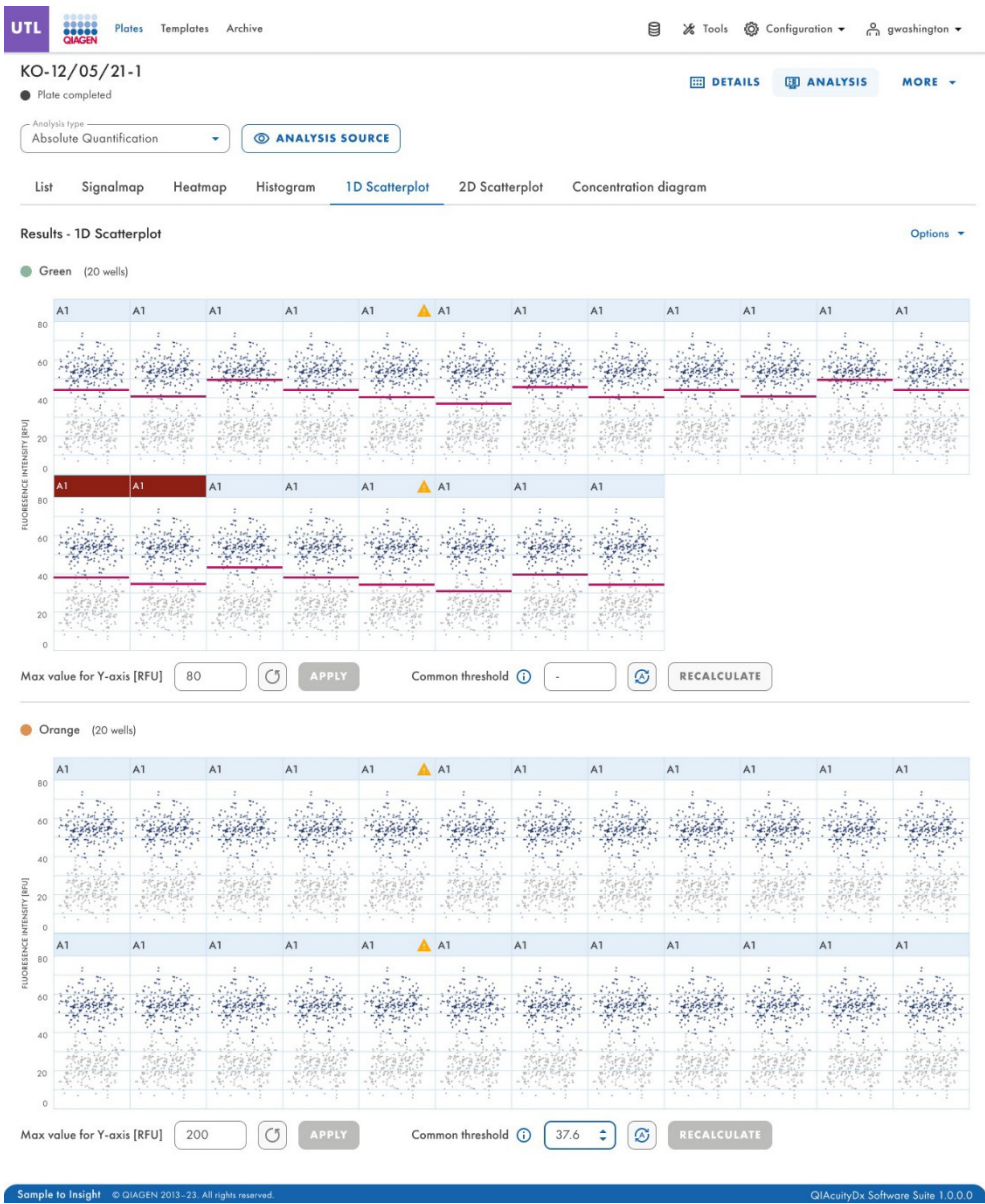 UTL QIAGEN Plates Templates Archive Tools Configuration gwashington
KO-12/05/21-1
DETAILS ANALYSIS MORE
Plate completed
Analysis type
Absolute Quantification ANALYSIS SOURCE
List Signalmap Heatmap Histogram 1D Scatterplot 2D Scatterplot Concentration diagram
Results - 1D Scatterplot Options
Green (20 wells)
A1 A1 A1 A1 A1 A1 A1 A1 A1 A1 A1 A1
80
60
40
20
0
FLUORESENCE INTENSITY [RFU]
A1 A1 A1 A1 A1 A1 A1 A1
80
60
40
20
0
Max value for Y-axis [RFU] 80 APPLY Common threshold - RECALCULATE
Orange (20 wells)
A1 A1 A1 A1 A1 A1 A1 A1 A1 A1 A1 A1
80
60
40
20
0
FLUORESENCE INTENSITY [RFU]
A1 A1 A1 A1 A1 A1 A1 A1 A1 A1 A1 A1
80
60
40
20
0
Max value for Y-axis [RFU] 200 APPLY Common threshold 37.6 RECALCULATE
Sample to Insight © QIAGEN 2013–23. All rights reserved. QIAcuityDx Software Suite 1.0.0.0